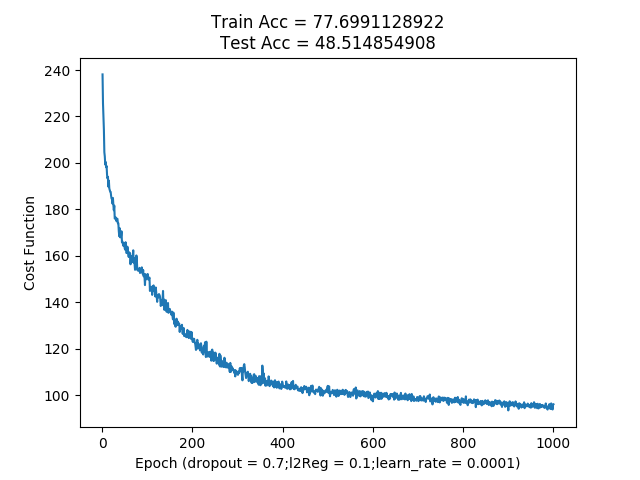 Train Acc = 77.6991128922
Test Acc = 48.514854908
240
220
200
180
160
140
120
100
Cost Function
0 200 400 600 800 1000
Epoch (dropout = 0.7;l2Reg = 0.1;learn_rate = 0.0001)